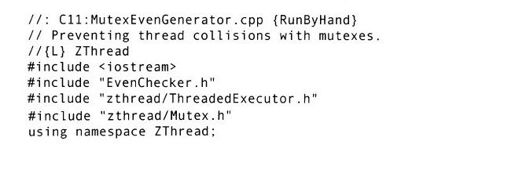 //: C11:MutexEvenGenerator.cpp {RunByHand}
// Preventing thread collisions with mutexes.
//{L} ZThread
#include <iostream>
#include "EvenChecker.h"
#include "zthread/ThreadedExecutor.h"
#include "zthread/Mutex.h"
using namespace ZThread;